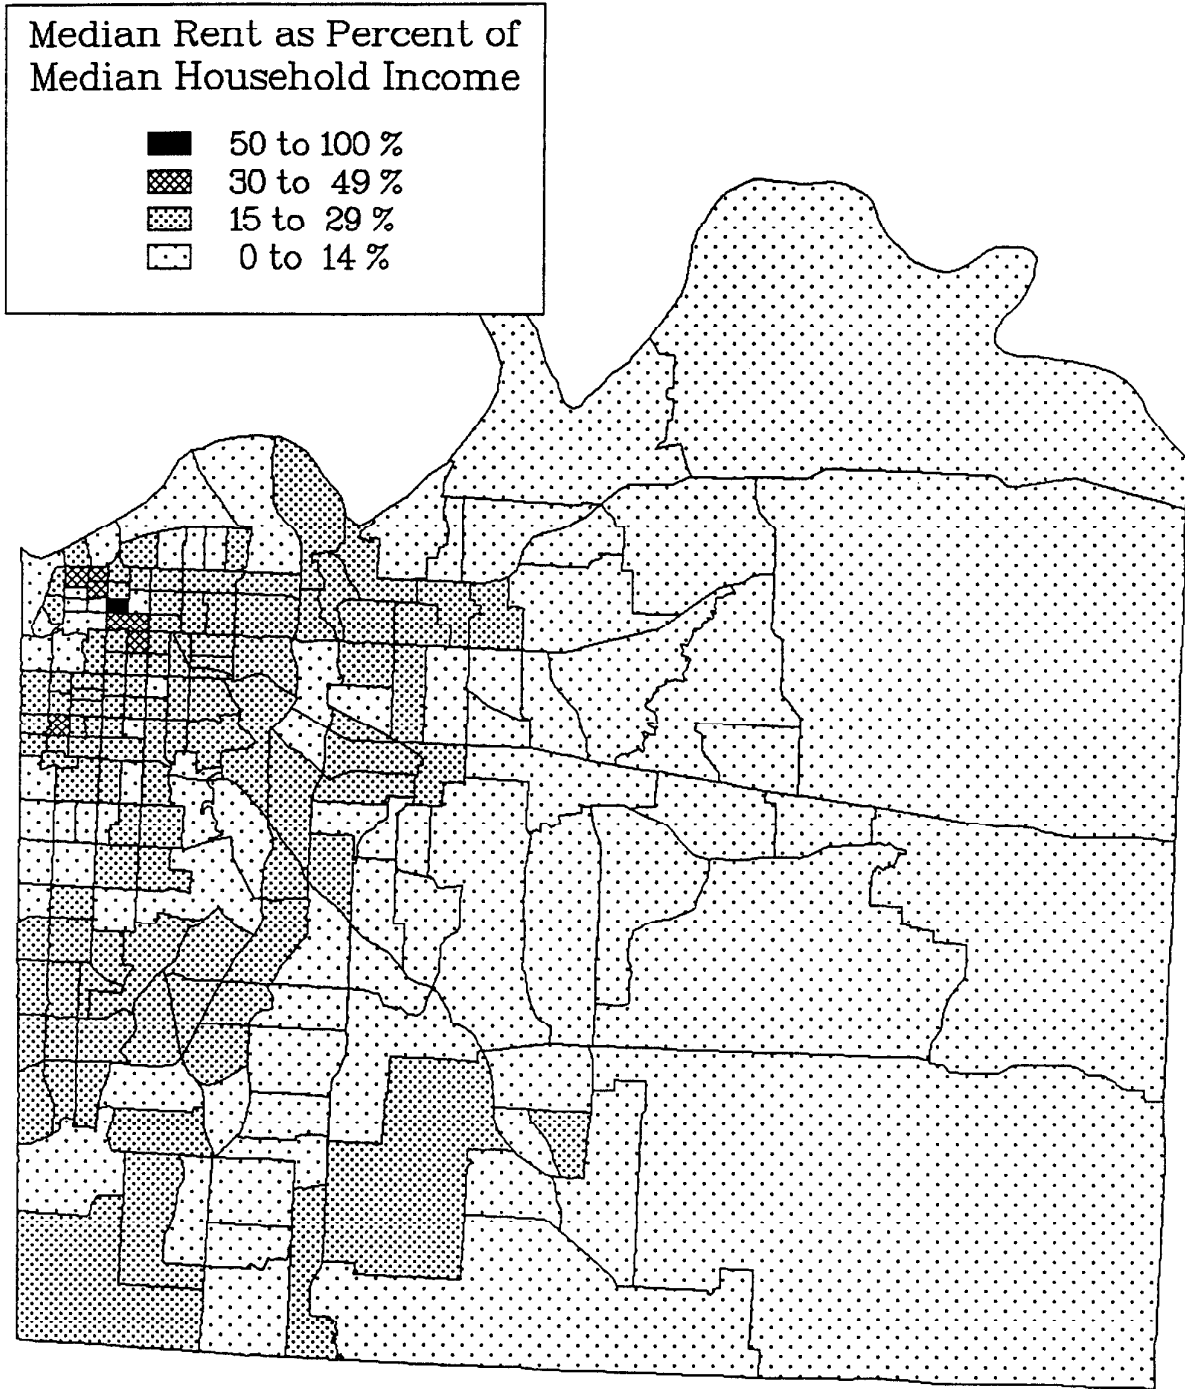 Median Rent as Percent of
Median Household Income
50 to 100 %
30 to 49 %
15 to 29 %
0 to 14 %